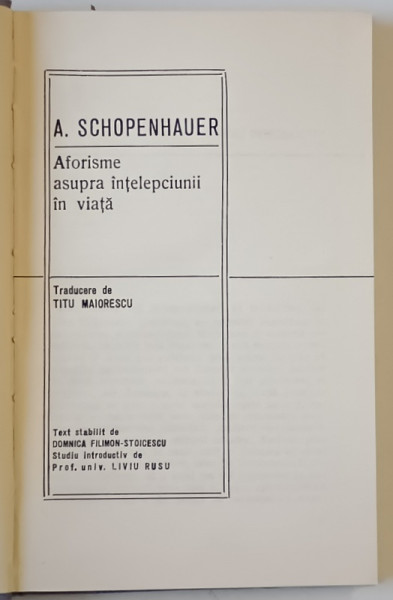 A. SCHOPENHAUER
Aforisme
asupra înțelepciunii
în viață
Traducere de
TITU MAIORESCU
Text stabilit de
DOMNICA FILIMON-STOICESCU
Studiu introductiv de
Prof. univ. LIVIU RUSU